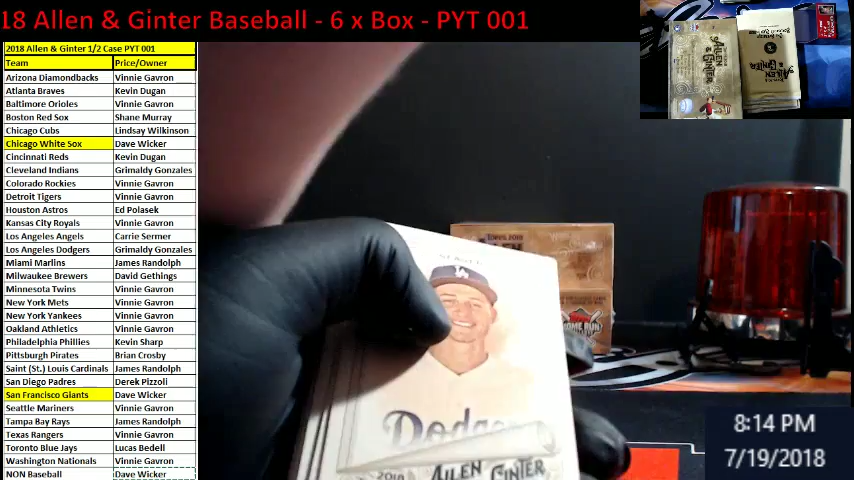 18 Allen & Ginter Baseball - 6 x Box - PYT 001
2018 Allen & Ginter 1/2 Case PYT 001
Team Price/Owner
Arizona Diamondbacks Vinnie Gavron
Atlanta Braves Kevin Dugan
Baltimore Orioles Vinnie Gavron
Boston Red Sox Shane Murray
Chicago Cubs Lindsay Wilkinson
Chicago White Sox Dave Wicker
Cincinnati Reds Kevin Dugan
Cleveland Indians Grimaldy Gonzales
Colorado Rockies Vinnie Gavron
Detroit Tigers Vinnie Gavron
Houston Astros Ed Polasek
Kansas City Royals Vinnie Gavron
Los Angeles Angels Carrie Sermer
Los Angeles Dodgers Grimaldy Gonzales
Miami Marlins James Randolph
Milwaukee Brewers David Gethings
Minnesota Twins Vinnie Gavron
New York Mets Vinnie Gavron
New York Yankees Vinnie Gavron
Oakland Athletics Vinnie Gavron
Philadelphia Phillies Kevin Sharp
Pittsburgh Pirates Brian Crosby
Saint (St.) Louis Cardinals James Randolph
San Diego Padres Derek Pizzoli
San Francisco Giants Dave Wicker
Seattle Mariners Vinnie Gavron
Tampa Bay Rays James Randolph
Texas Rangers Vinnie Gavron
Toronto Blue Jays Lucas Bedell
Washington Nationals Vinnie Gavron
NON Baseball Dave Wicker
ALLEN & GINTER
LA
Dodgers
2018 ALLEN GINTER
HOME RUN
8:14 PM
7/19/2018